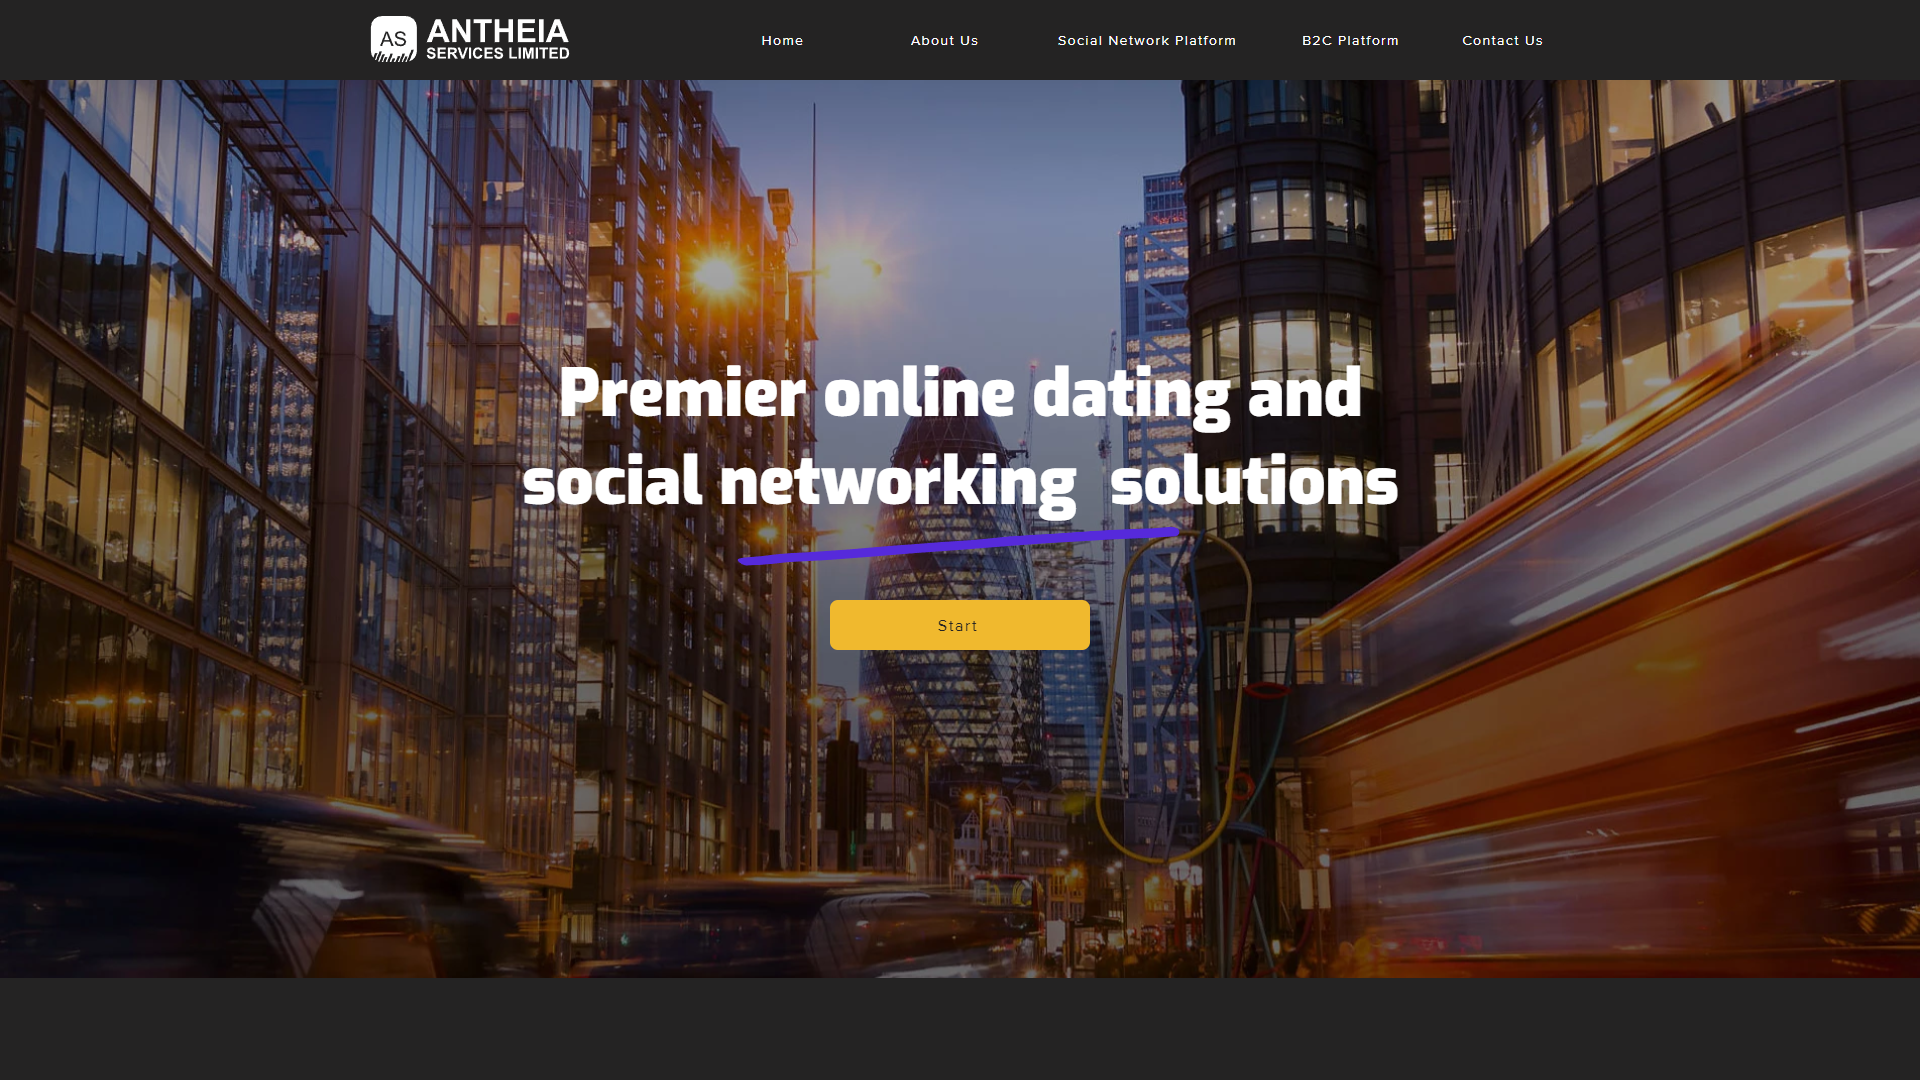 AS
ANTHEIA
SERVICES LIMITED
Home
About Us
Social Network Platform
B2C Platform
Contact Us
Premier online dating and
social networking  solutions
Start